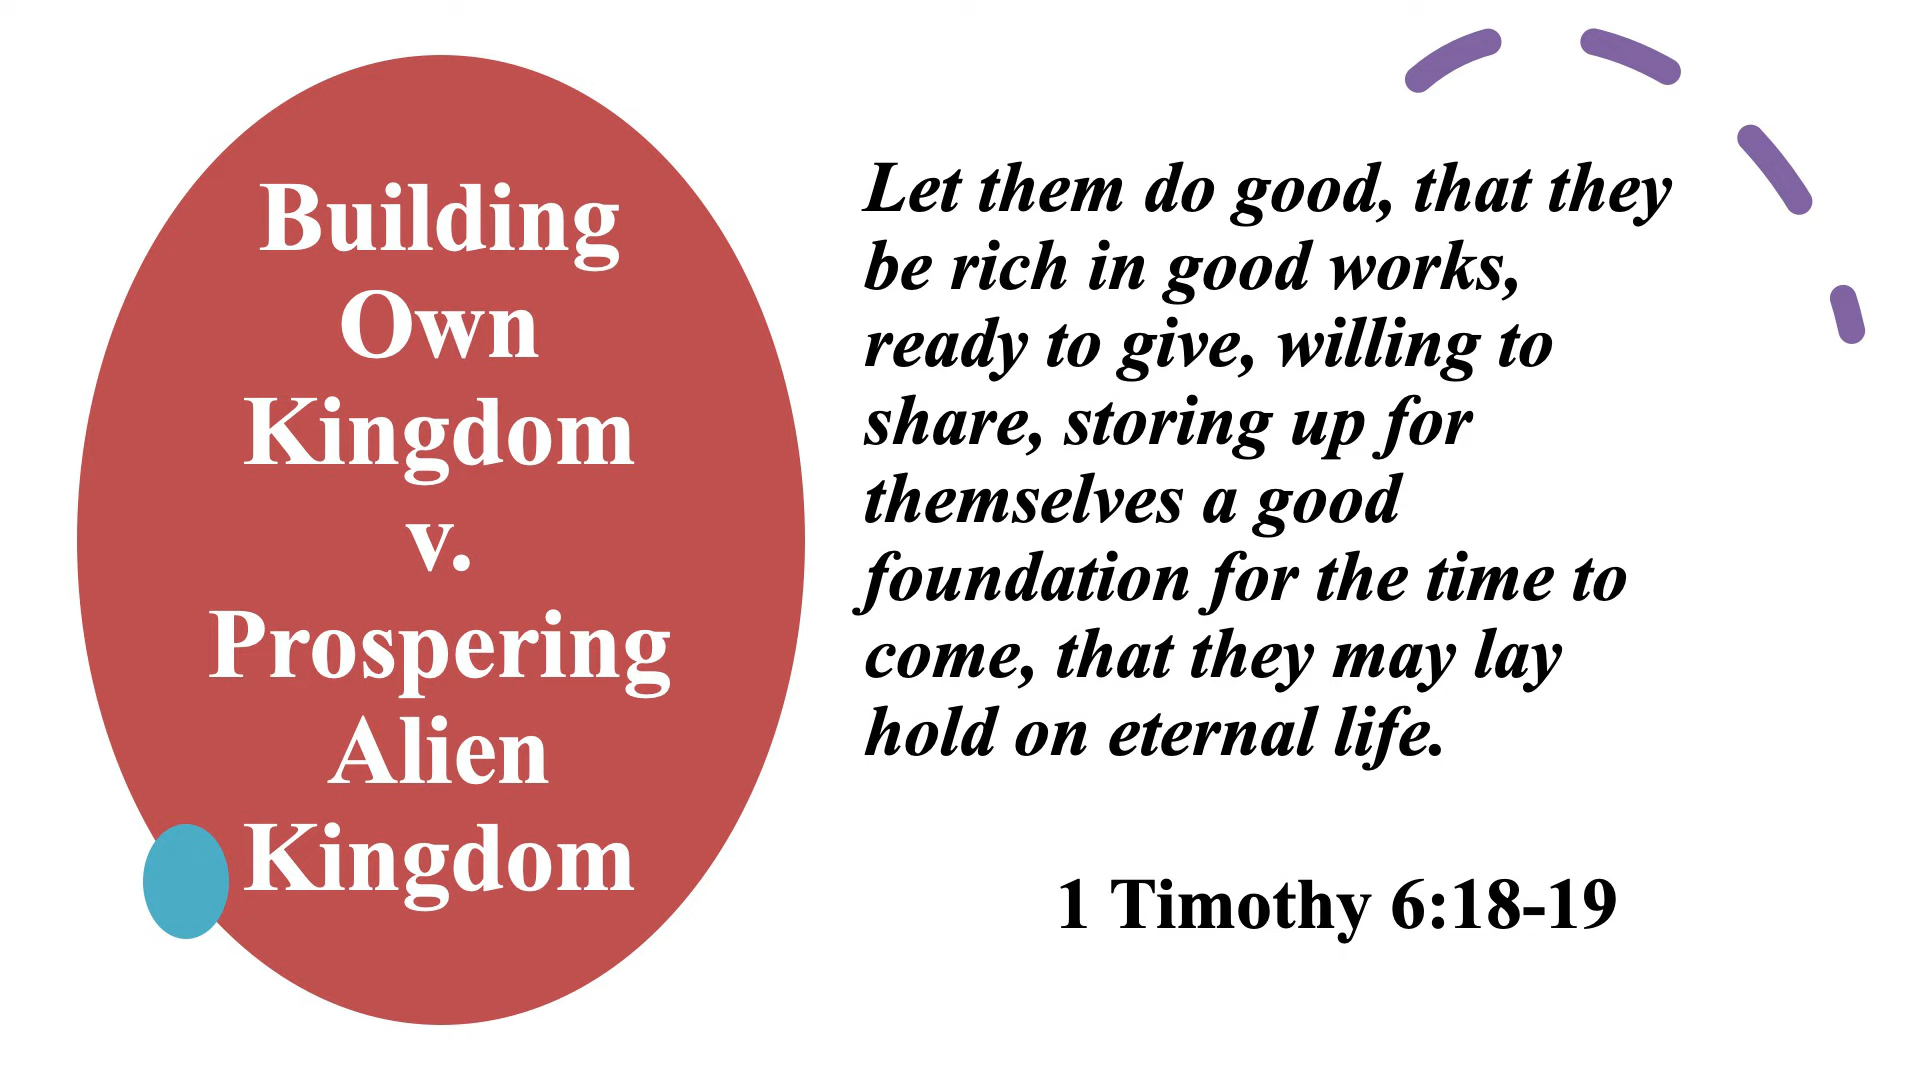 Building
Own
Kingdom
v.
Prospering
Alien
Kingdom
Let them do good, that they
be rich in good works,
ready to give, willing to
share, storing up for
themselves a good
foundation for the time to
come, that they may lay
hold on eternal life.
1 Timothy 6:18-19